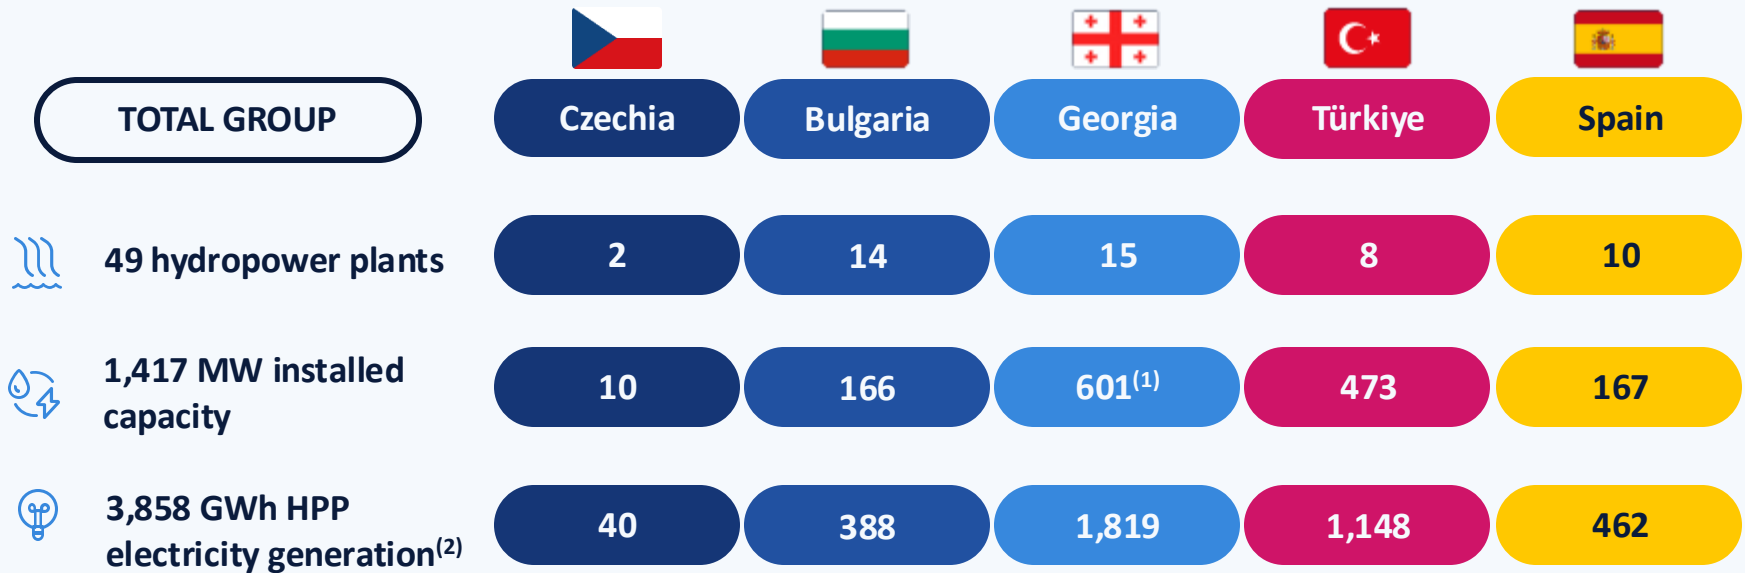 TOTAL GROUP Czechia Bulgaria Georgia Türkiye Spain
49 hydropower plants 2 14 15 8 10
1,417 MW installed
capacity 10 166 601(1) 473 167
3,858 GWh HPP
electricity generation(2) 40 388 1,819 1,148 462